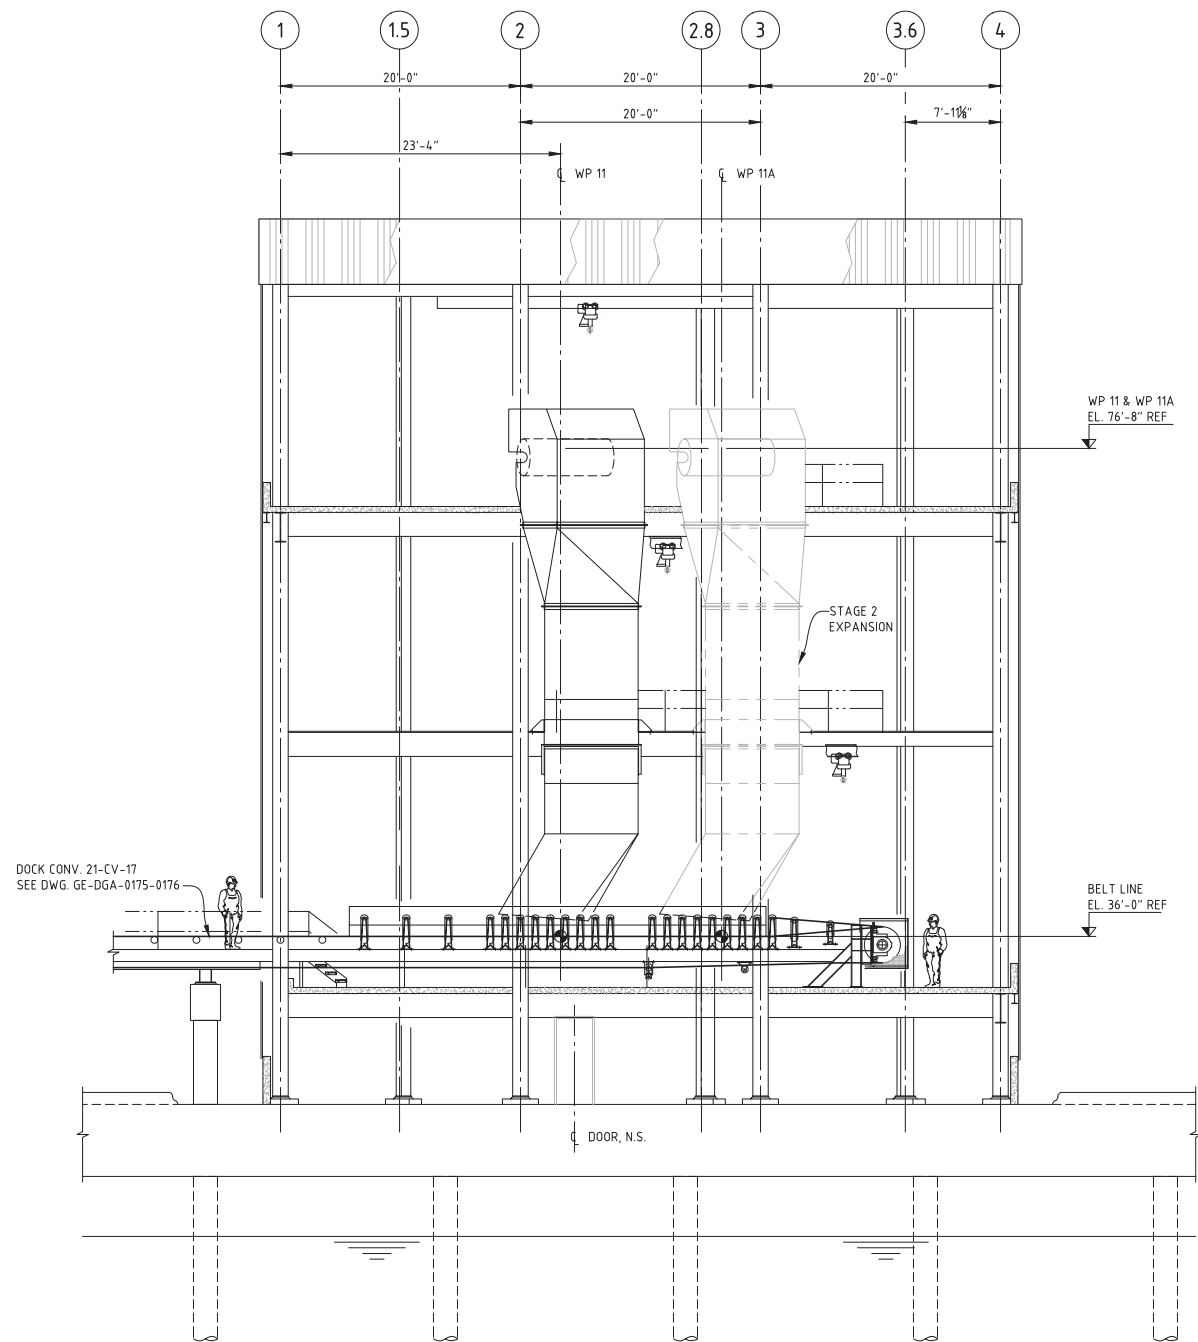 1 1.5 2 2.8 3 3.6 4
20'-0" 20'-0" 20'-0"
20'-0" 7'-11⅛"
23'-4"
℄ WP 11 ℄ WP 11A
WP 11 & WP 11A
EL. 76'-8" REF
STAGE 2
EXPANSION
DOCK CONV. 21-CV-17
SEE DWG. GE-DGA-0175-0176
BELT LINE
EL. 36'-0" REF
℄ DOOR, N.S.